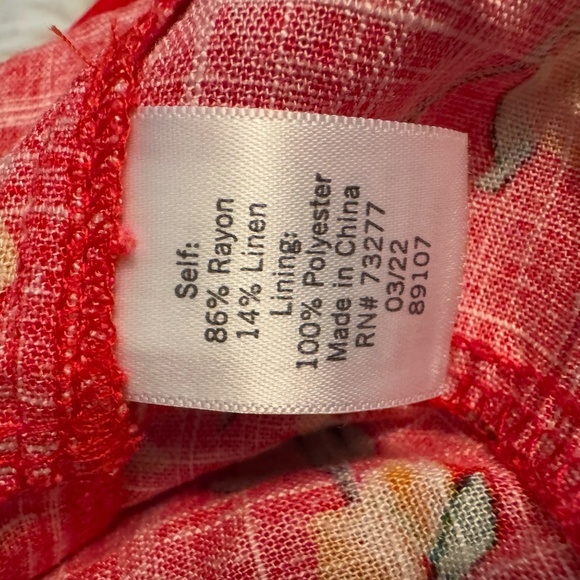 Self:
86% Rayon
14% Linen
Lining:
100% Polyester
Made in China
RN# 73277
03/22
89107